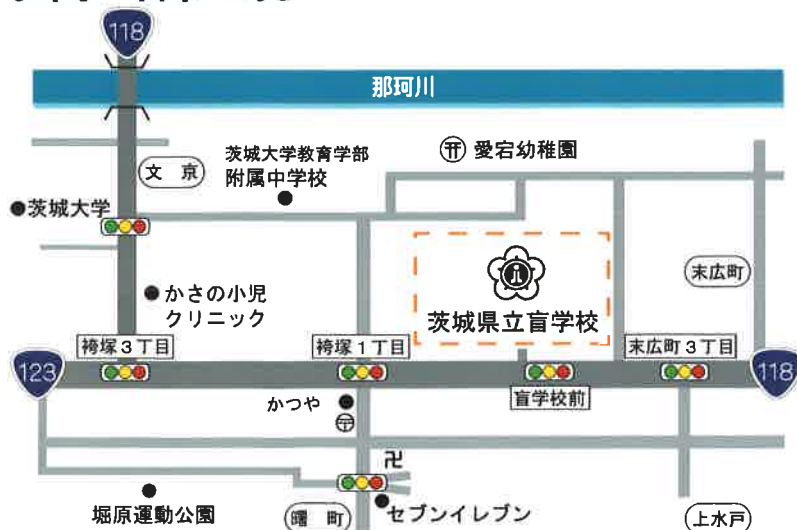 118
那珂川
茨城大学教育学部
附属中学校
愛宕幼稚園
文 京
茨城大学
末広町
かさの小児
クリニック
茨城県立盲学校
袴塚3丁目
袴塚1丁目
末広町3丁目
123
118
盲学校前
かつや
〒
卍
堀原運動公園
曙 町
セブンイレブン
上水戸